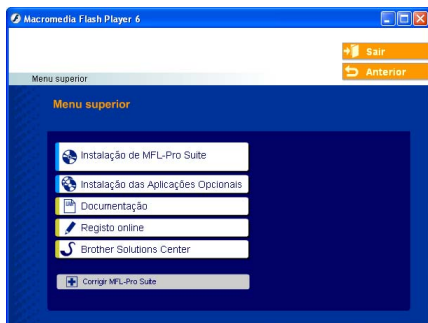 Macromedia Flash Player 6
Sair
Anterior
Menu superior
Menu superior
Instalação de MFL-Pro Suite
Instalação das Aplicações Opcionais
Documentação
Registo online
Brother Solutions Center
Corrigir MFL-Pro Suite